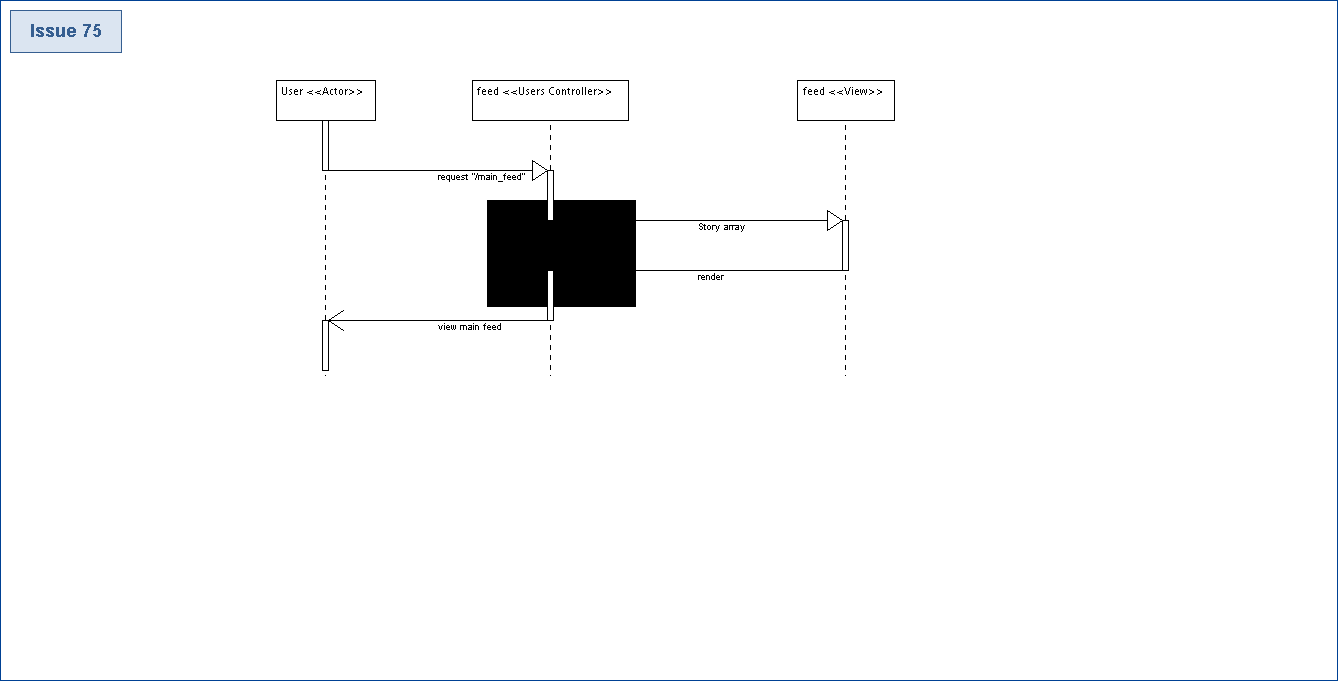 Issue 75
User <<Actor>>
feed <<Users Controller>>
feed <<View>>
request "/main_feed"
Story array
render
view main feed